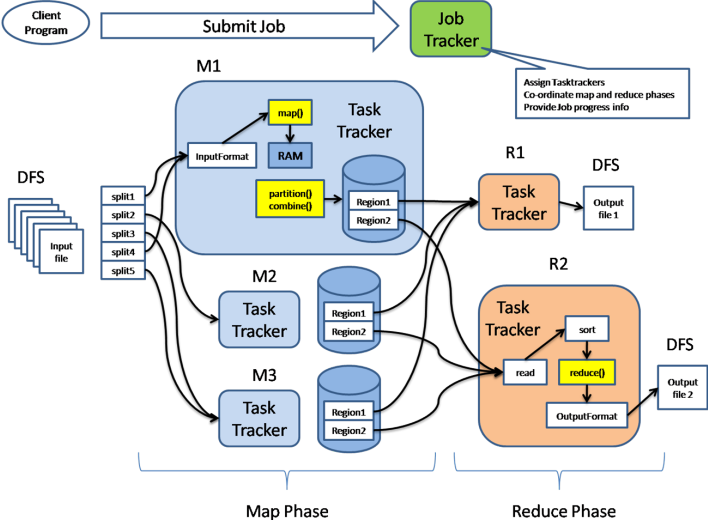 Client
Program
Submit Job
Job
Tracker
Assign Tasktrackers
Co-ordinate map and reduce phases
Provide Job progress info
M1
map()
Task
Tracker
InputFormat
RAM
DFS
split1
split2
split3
split4
split5
Input
file
partition()
combine()
Region1
Region2
R1
Task
Tracker
DFS
Output
file 1
M2
Task
Tracker
Region1
Region2
R2
Task
Tracker
sort
read
reduce()
OutputFormat
DFS
Output
file 2
M3
Task
Tracker
Region1
Region2
Map Phase
Reduce Phase